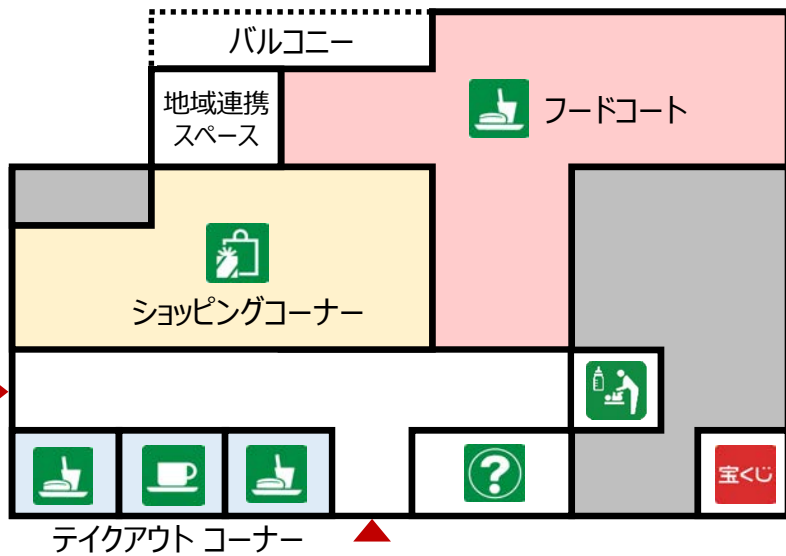 バルコニー
地域連携
スペース
フードコート
ショッピングコーナー
?
宝くじ
テイクアウト コーナー